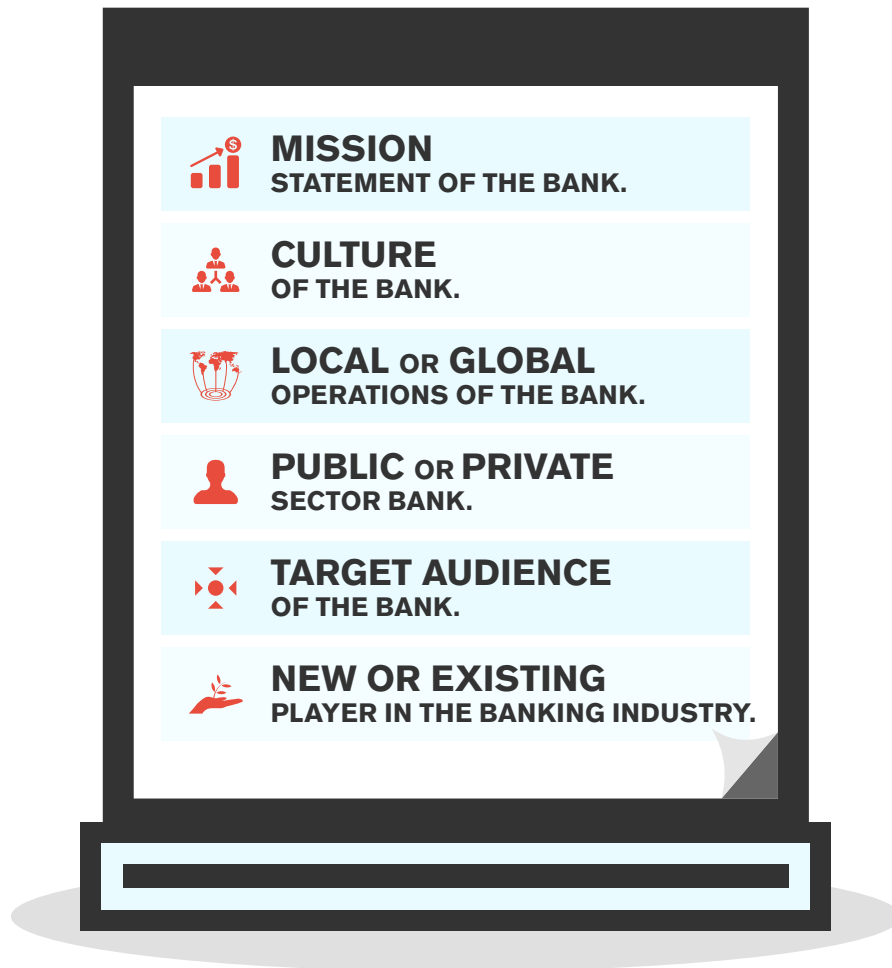 $
MISSION
STATEMENT OF THE BANK.
CULTURE
OF THE BANK.
LOCAL OR GLOBAL
OPERATIONS OF THE BANK.
PUBLIC OR PRIVATE
SECTOR BANK.
TARGET AUDIENCE
OF THE BANK.
NEW OR EXISTING
PLAYER IN THE BANKING INDUSTRY.